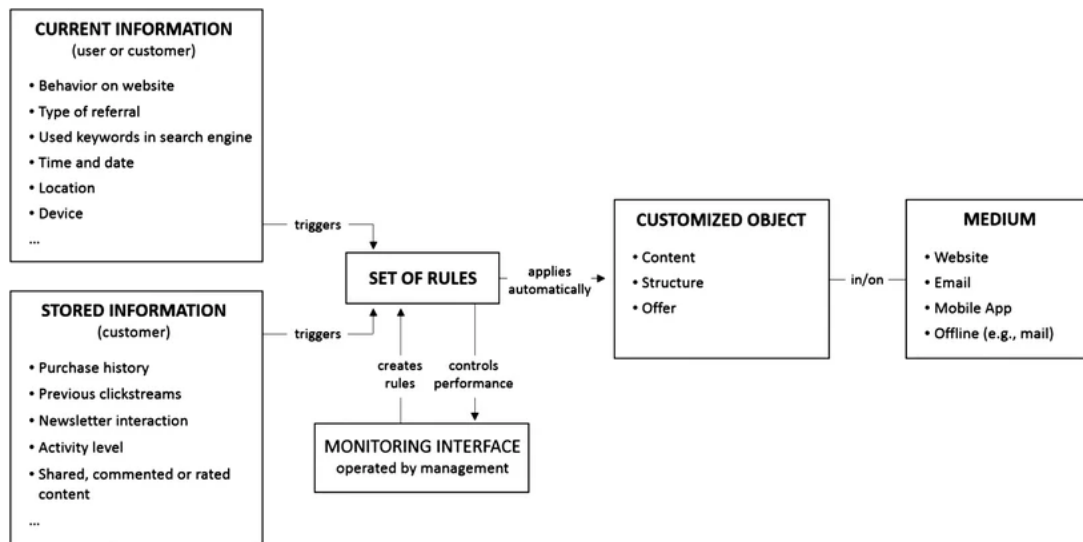 CURRENT INFORMATION
(user or customer)
• Behavior on website
• Type of referral
• Used keywords in search engine
• Time and date
• Location
• Device
...
STORED INFORMATION
(customer)
• Purchase history
• Previous clickstreams
• Newsletter interaction
• Activity level
• Shared, commented or rated
content
...
triggers
triggers
SET OF RULES
creates
rules
controls
performance
MONITORING INTERFACE
operated by management
applies
automatically
CUSTOMIZED OBJECT
• Content
• Structure
• Offer
in/on
MEDIUM
• Website
• Email
• Mobile App
• Offline (e.g., mail)